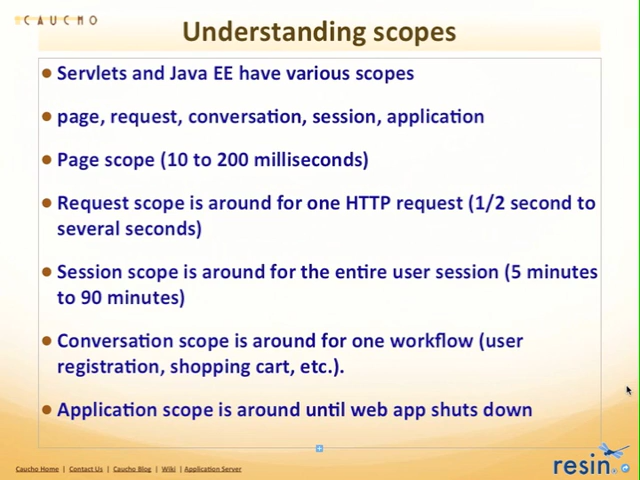 CAUCHO
Understanding scopes
Servlets and Java EE have various scopes
page, request, conversation, session, application
Page scope (10 to 200 milliseconds)
Request scope is around for one HTTP request (1/2 second to
several seconds)
Session scope is around for the entire user session (5 minutes
to 90 minutes)
Conversation scope is around for one workflow (user
registration, shopping cart, etc.).
Application scope is around until web app shuts down
Caucho Home | Contact Us | Caucho Blog | Wiki | Application Server
resin